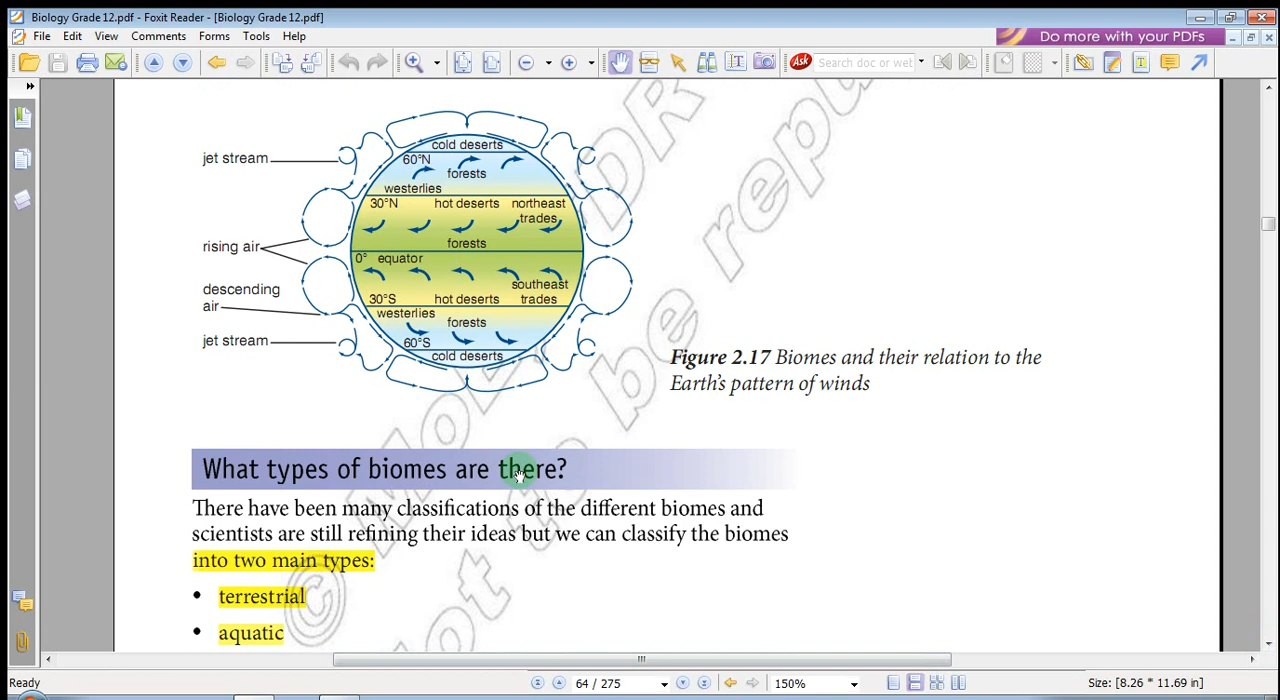 Biology Grade 12.pdf - Foxit Reader - [Biology Grade 12.pdf]
File Edit View Comments Forms Tools Help
Do more with your PDFs
Ask Search doc or web
cold deserts
60°N
jet stream
forests
westerlies
30°N hot deserts northeast
trades
rising air
forests
0° equator
descending
air
southeast
30°S hot deserts trades
westerlies
forests
jet stream
60°S
cold deserts
Figure 2.17 Biomes and their relation to the
Earth's pattern of winds
What types of biomes are there?
There have been many classifications of the different biomes and
scientists are still refining their ideas but we can classify the biomes
into two main types:
• terrestrial
• aquatic
Ready
64 / 275
150%
Size: [8.26 * 11.69 in]